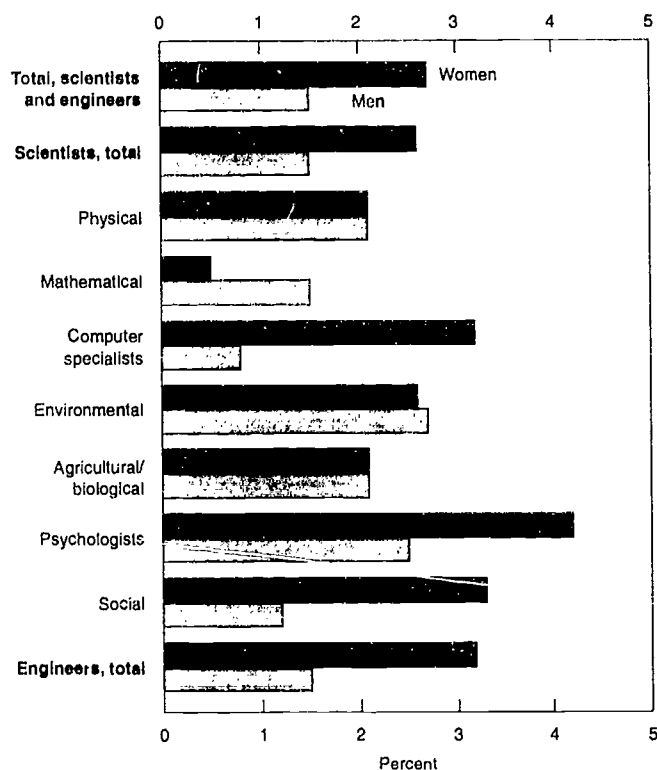 0 1 2 3 4 5
Total, scientists
and engineers
Women
Men
Scientists, total
Physical
Mathematical
Computer
specialists
Environmental
Agricultural/
biological
Psychologists
Social
Engineers, total
0 1 2 3 4 5
Percent